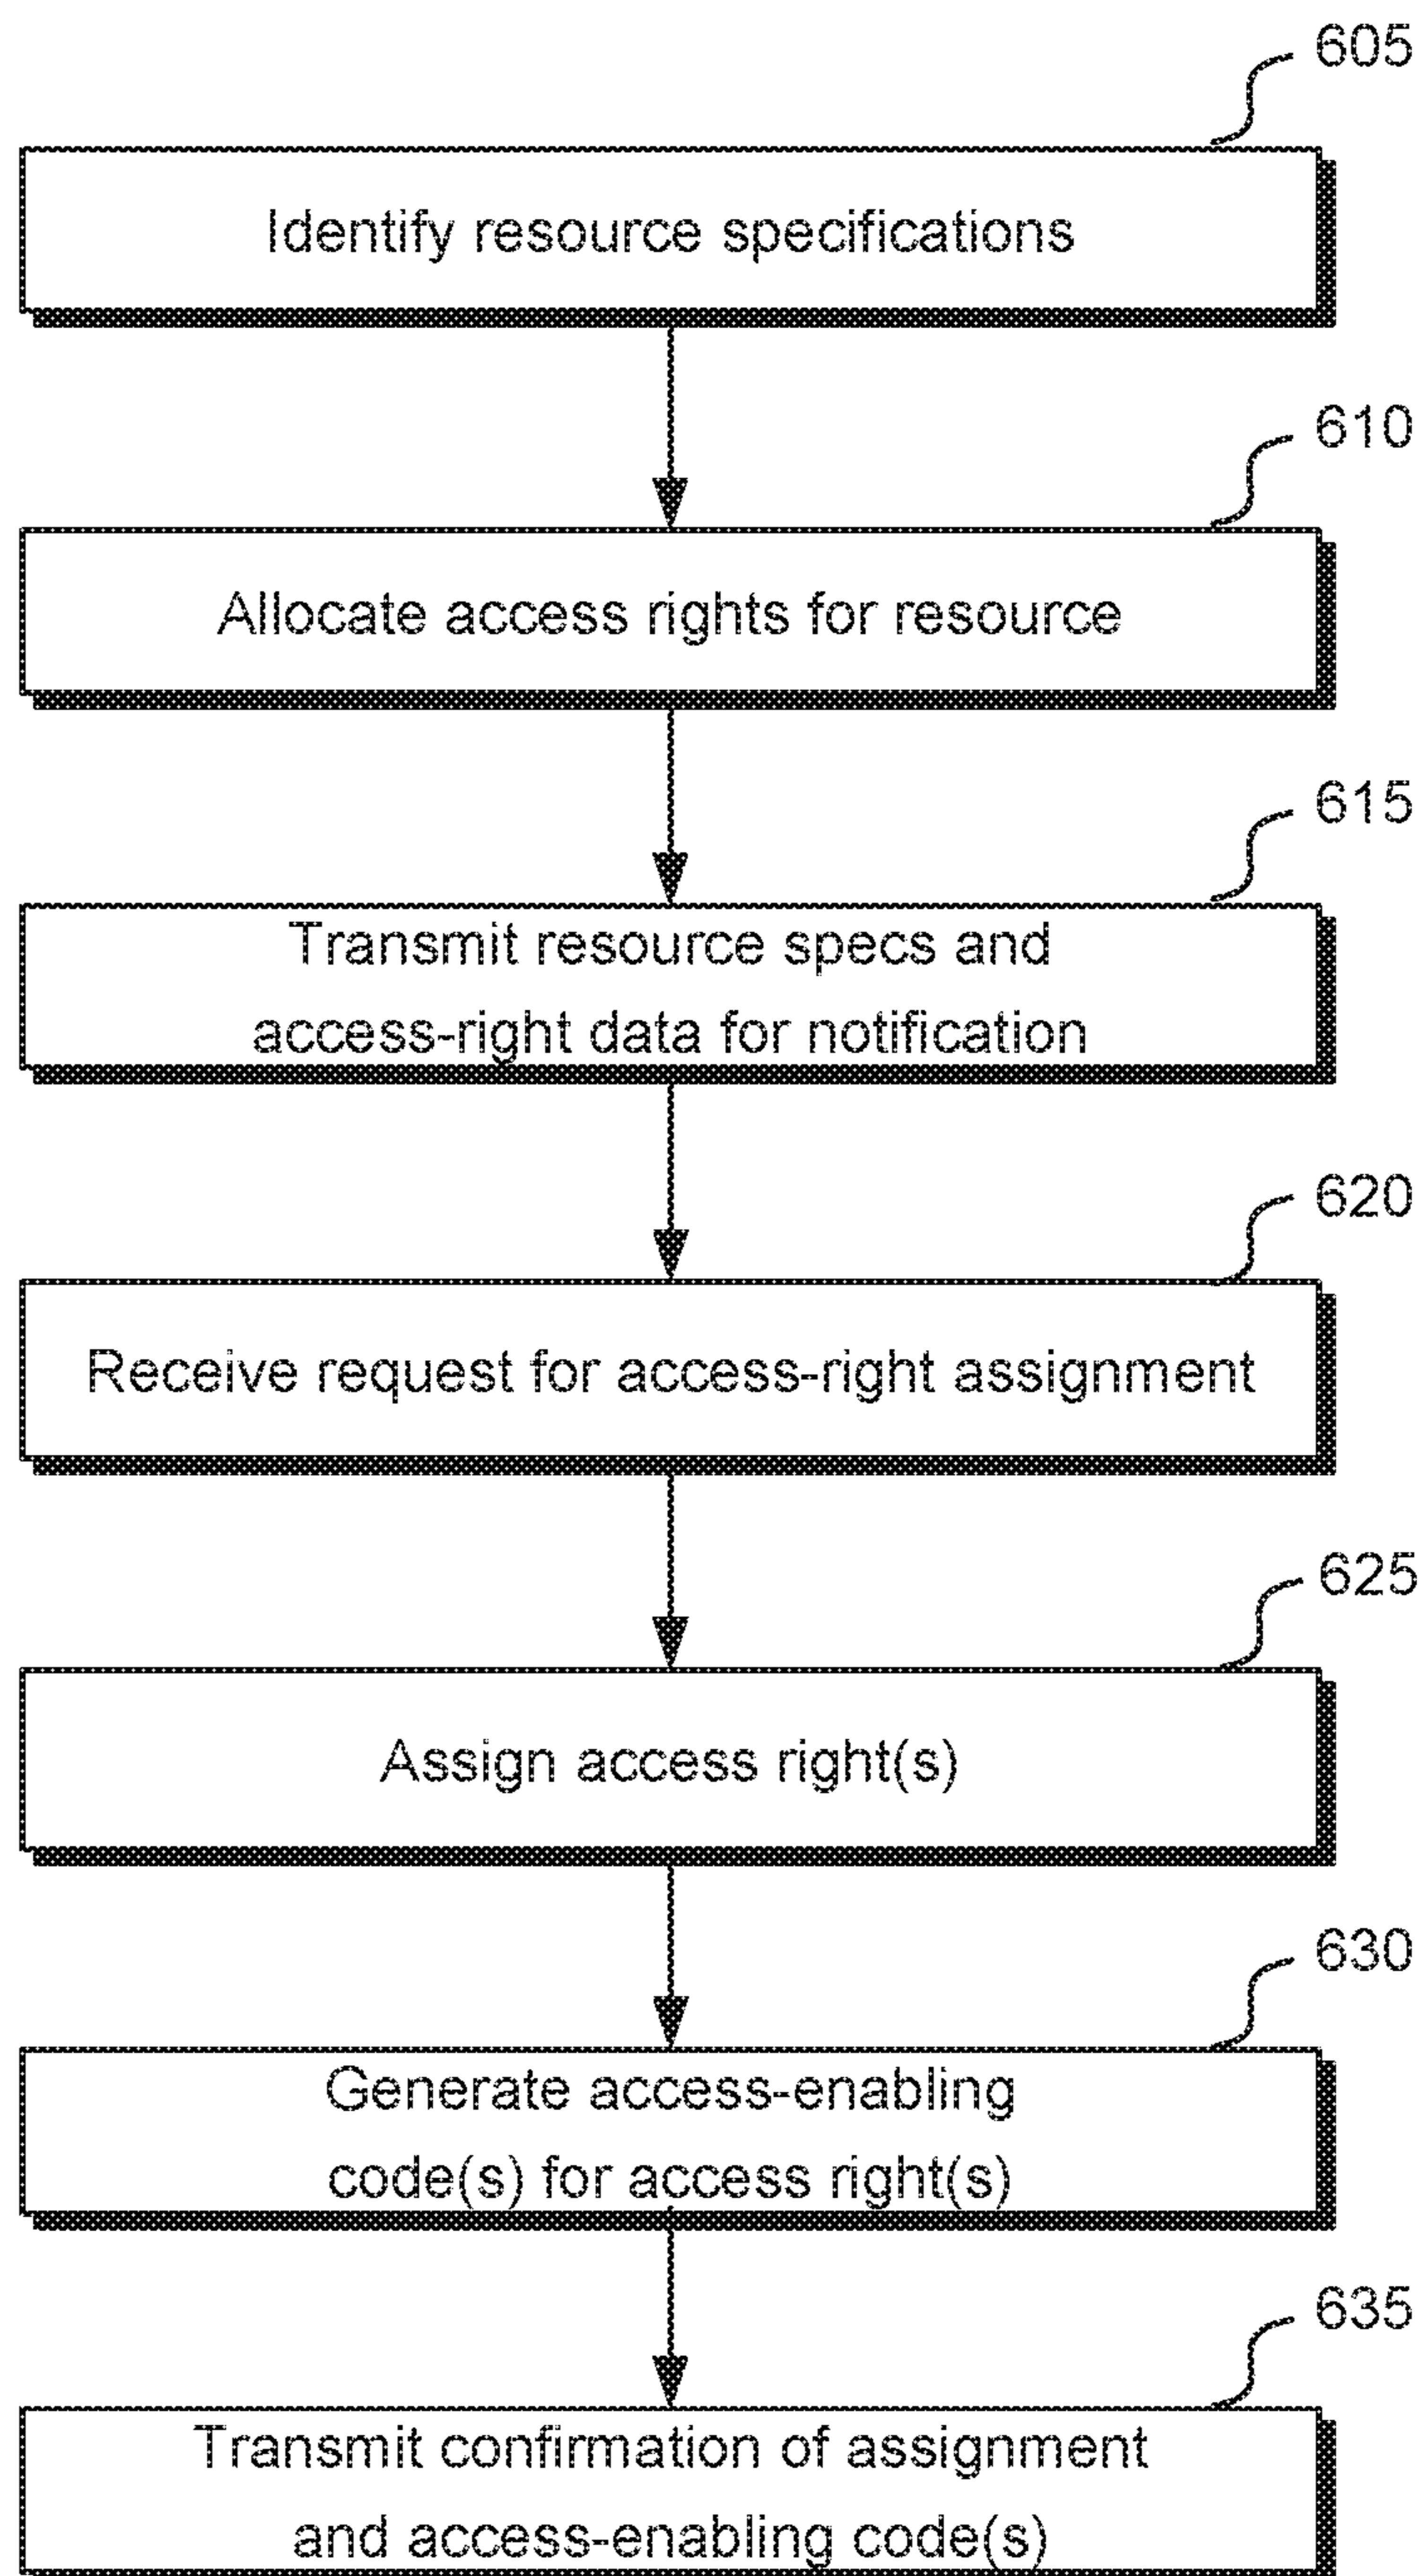 605
Identify resource specifications
610
Allocate access rights for resource
615
Transmit resource specs and
access-right data for notification
620
Receive request for access-right assignment
625
Assign access right(s)
630
Generate access-enabling
code(s) for access right(s)
635
Transmit confirmation of assignment
and access-enabling code(s)